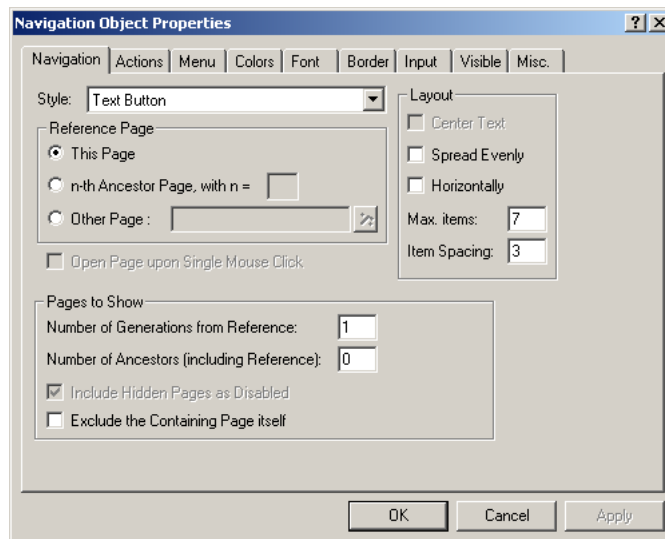 Navigation Object Properties
Navigation Actions Menu Colors Font Border Input Visible Misc.
Style: Text Button
Reference Page
This Page
n-th Ancestor Page, with n =
Other Page :
Open Page upon Single Mouse Click
Layout
Center Text
Spread Evenly
Horizontally
Max. items: 7
Item Spacing: 3
Pages to Show
Number of Generations from Reference: 1
Number of Ancestors (including Reference): 0
Include Hidden Pages as Disabled
Exclude the Containing Page itself
OK Cancel Apply